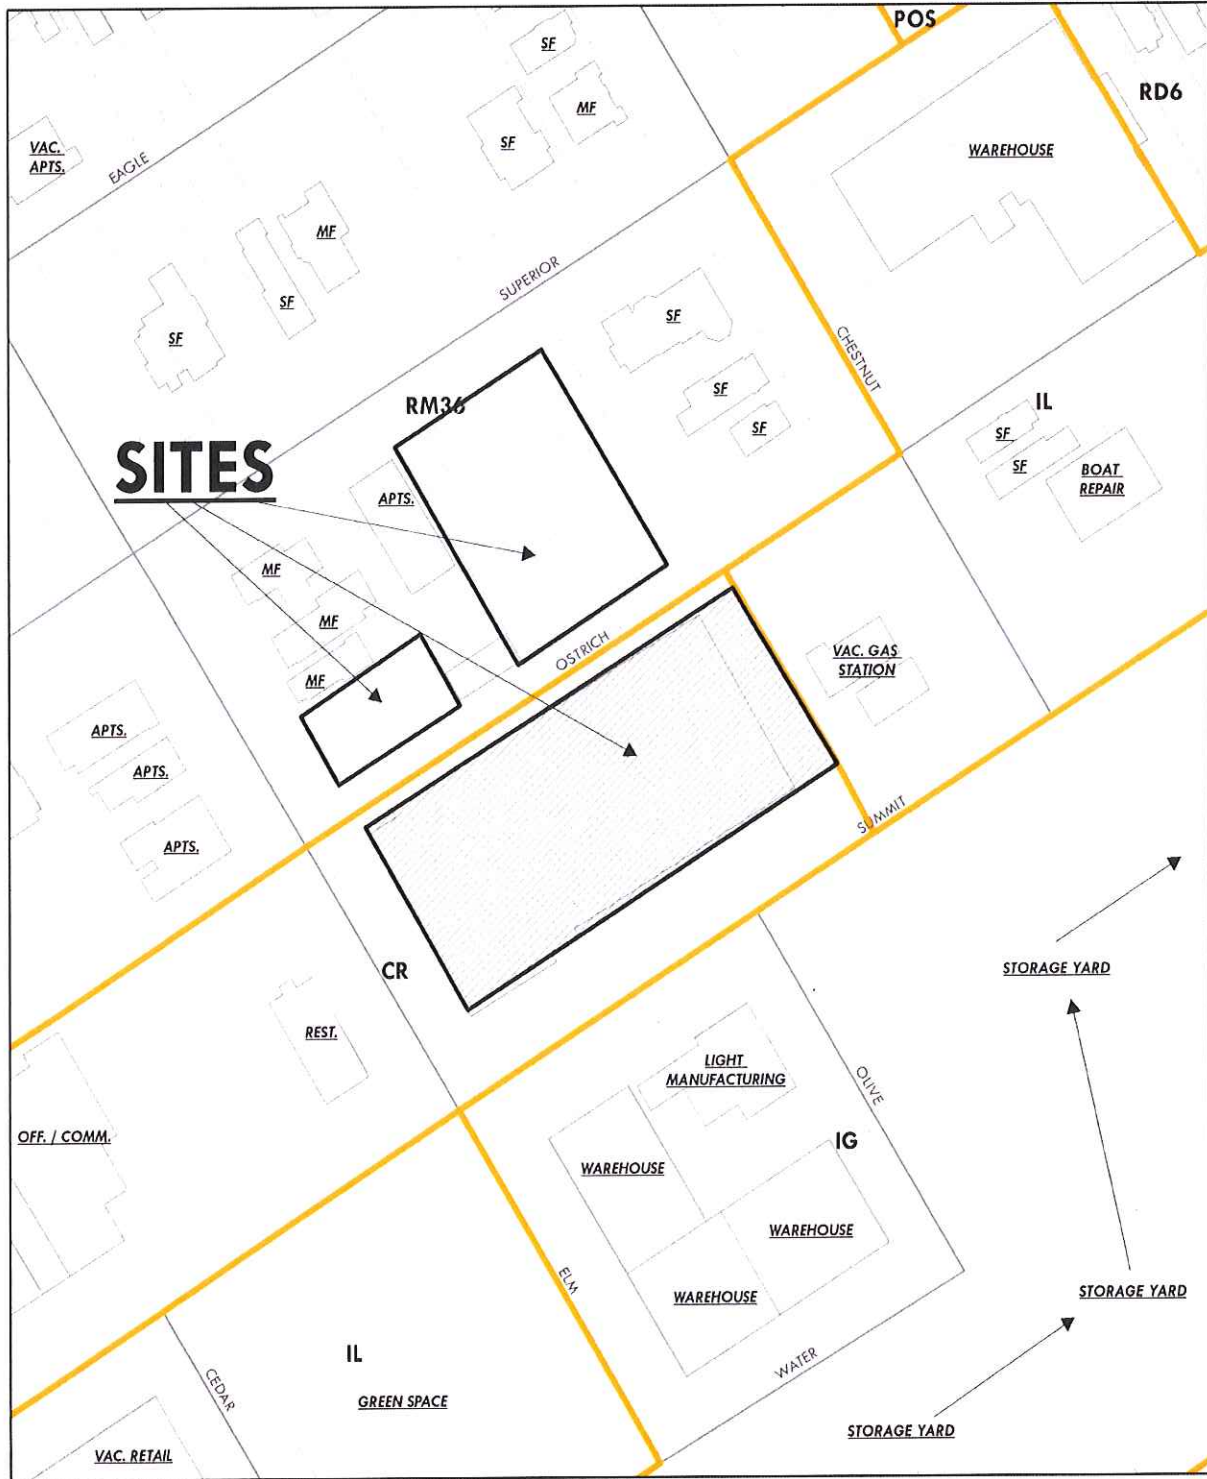 POS
SF
RD6
MF
SF
WAREHOUSE
VAC.
APTS.
EAGLE
MF
SUPERIOR
SF
SF
SF
CHESTNUT
SF
RM36
IL
SF
SF
SF
SITES
BOAT
REPAIR
APTS.
MF
MF
OSTRICH
VAC. GAS
STATION
MF
APTS.
APTS.
SUMMIT
APTS.
CR
STORAGE YARD
REST.
LIGHT
MANUFACTURING
OLIVE
OFF. / COMM.
IG
WAREHOUSE
WAREHOUSE
ELM
WAREHOUSE
STORAGE YARD
IL
WATER
CEDAR
GREEN SPACE
STORAGE YARD
VAC. RETAIL